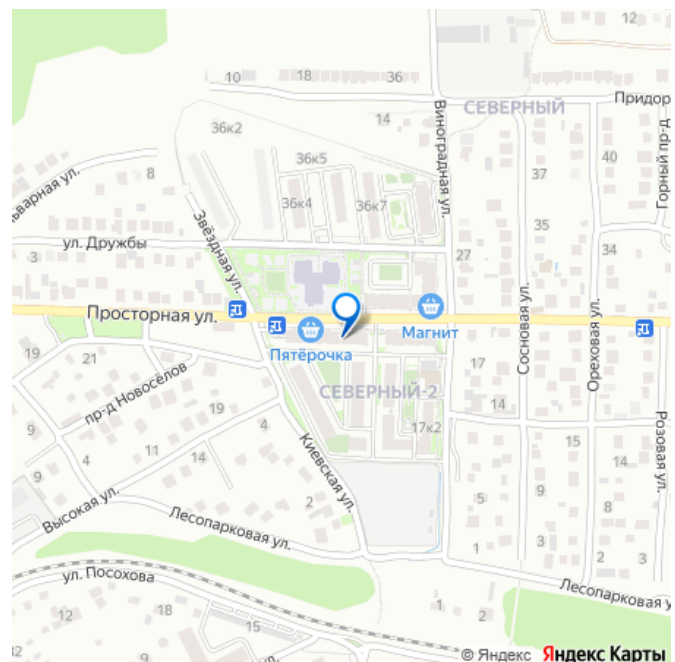 12
10
18
36
СЕВЕРНЫЙ
Придор
14
36к2
Виноградная ул.
Горный пр-д
36к5
40
8
37
льварная ул.
36к4
36к7
Звёздная ул.
35
ул. Дружбы
3
27
34
Просторная ул.
Магнит
Пятёрочка
Сосновая ул.
Ореховая ул.
19
21
17
пр-д Новосёлов
СЕВЕРНЫЙ-2
14
19
4
17к2
Розовая ул.
9
11
15
4
14
14
9
Киевская ул.
Высокая ул.
2
5
9
8
Лесопарковая ул.
1
3
2
3
ул. Посохова
Лесопарковая у
12
18
15
1
2
© Яндекс Яндекс Карты